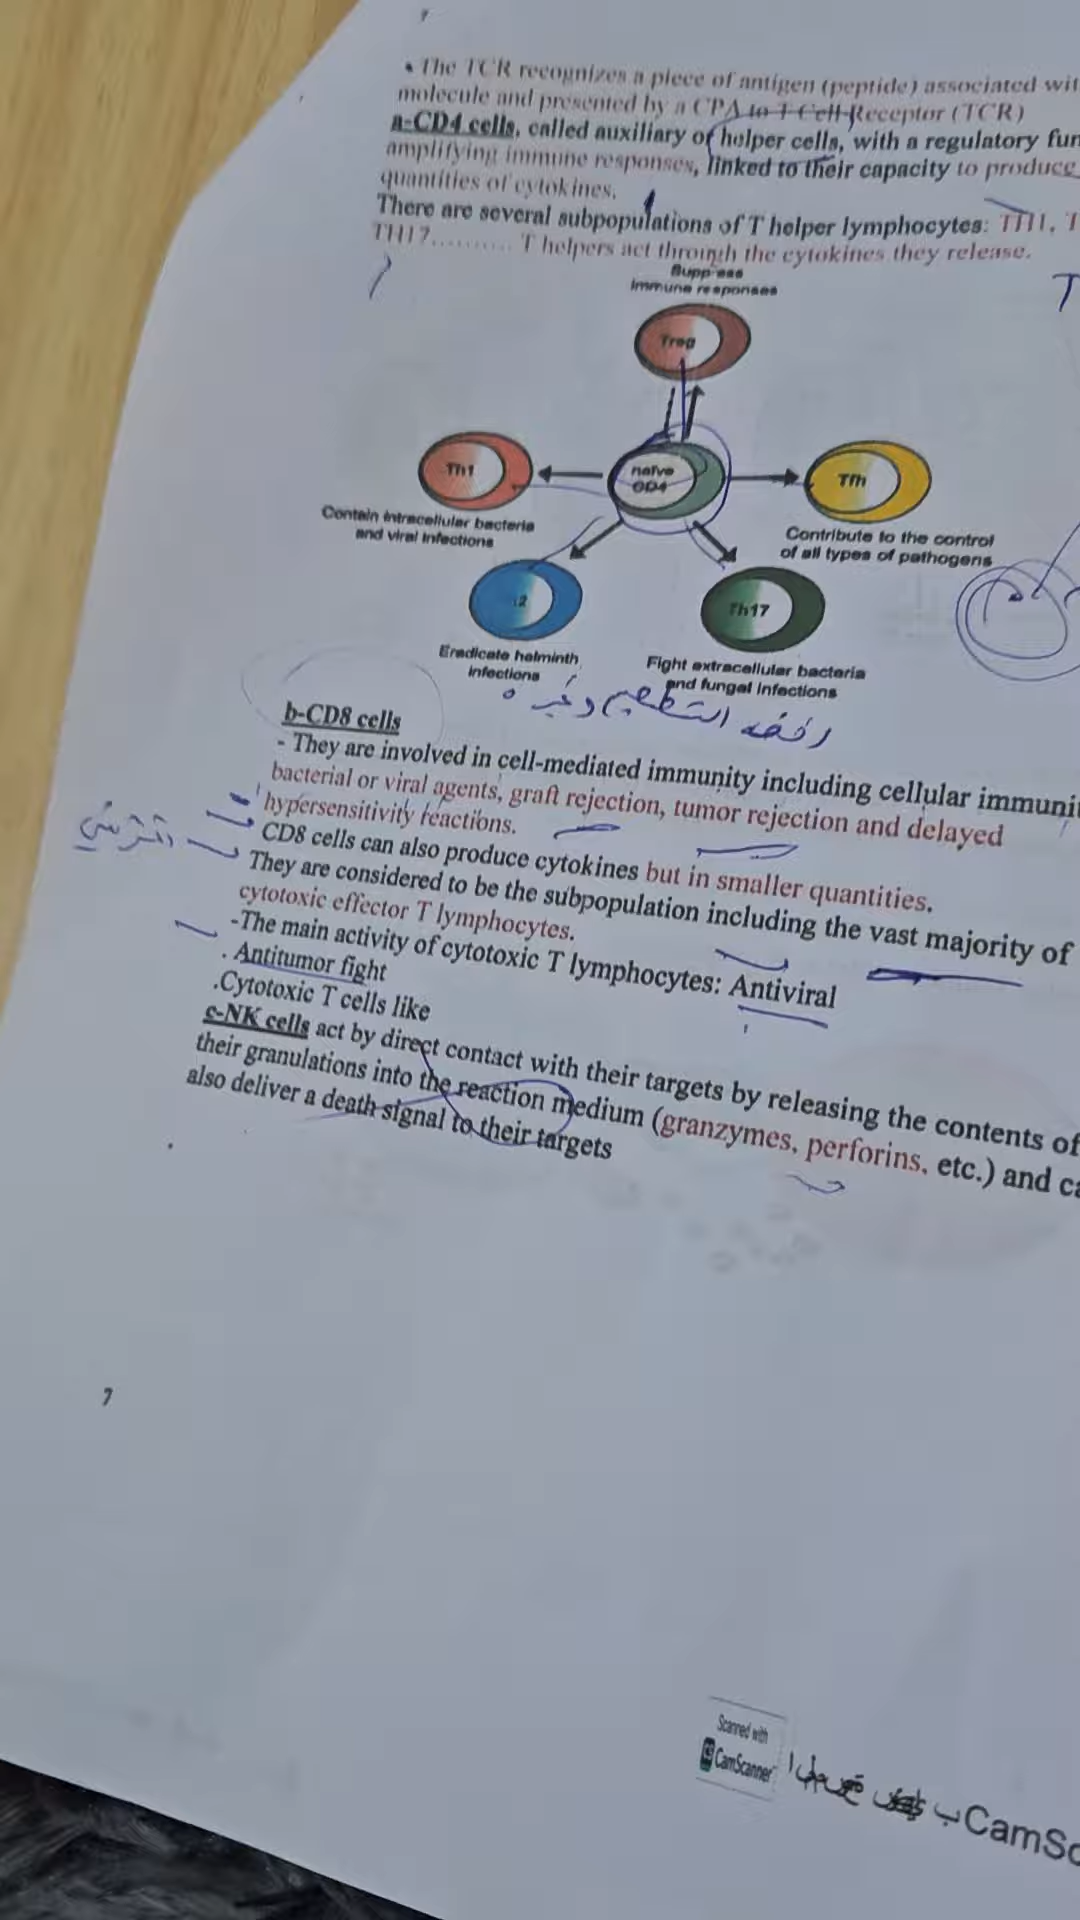 • The TCR recognizes a piece of antigen (peptide) associated wit
molecule and presented by a CPA to T Cell Receptor (TCR)
a-CD4 cells, called auxiliary or helper cells, with a regulatory fun
amplifying immune responses, linked to their capacity to produce
quantities of cytokines.
There are several subpopulations of T helper lymphocytes: TH1, T
TH17.......... T helpers act through the cytokines they release.
T
Immune responses
Treg
Th1
naive
CD4
Tfh
Contain intracellular bacteria
and viral infections
Contribute to the control
of all types of pathogens
2
Th17
Eradicate helminth
infections
Fight extracellular bacteria
and fungal infections
b-CD8 cells
- They are involved in cell-mediated immunity including cellular immuni
bacterial or viral agents, graft rejection, tumor rejection and delayed
hypersensitivity reactions.
CD8 cells can also produce cytokines but in smaller quantities.
They are considered to be the subpopulation including the vast majority of
cytotoxic effector T lymphocytes.
-The main activity of cytotoxic T lymphocytes: Antiviral
. Antitumor fight
.Cytotoxic T cells like
c-NK cells act by direct contact with their targets by releasing the contents of
their granulations into the reaction medium (granzymes, perforins, etc.) and ca
also deliver a death signal to their targets
7
Scanned with
CS CamScanner
CamSc